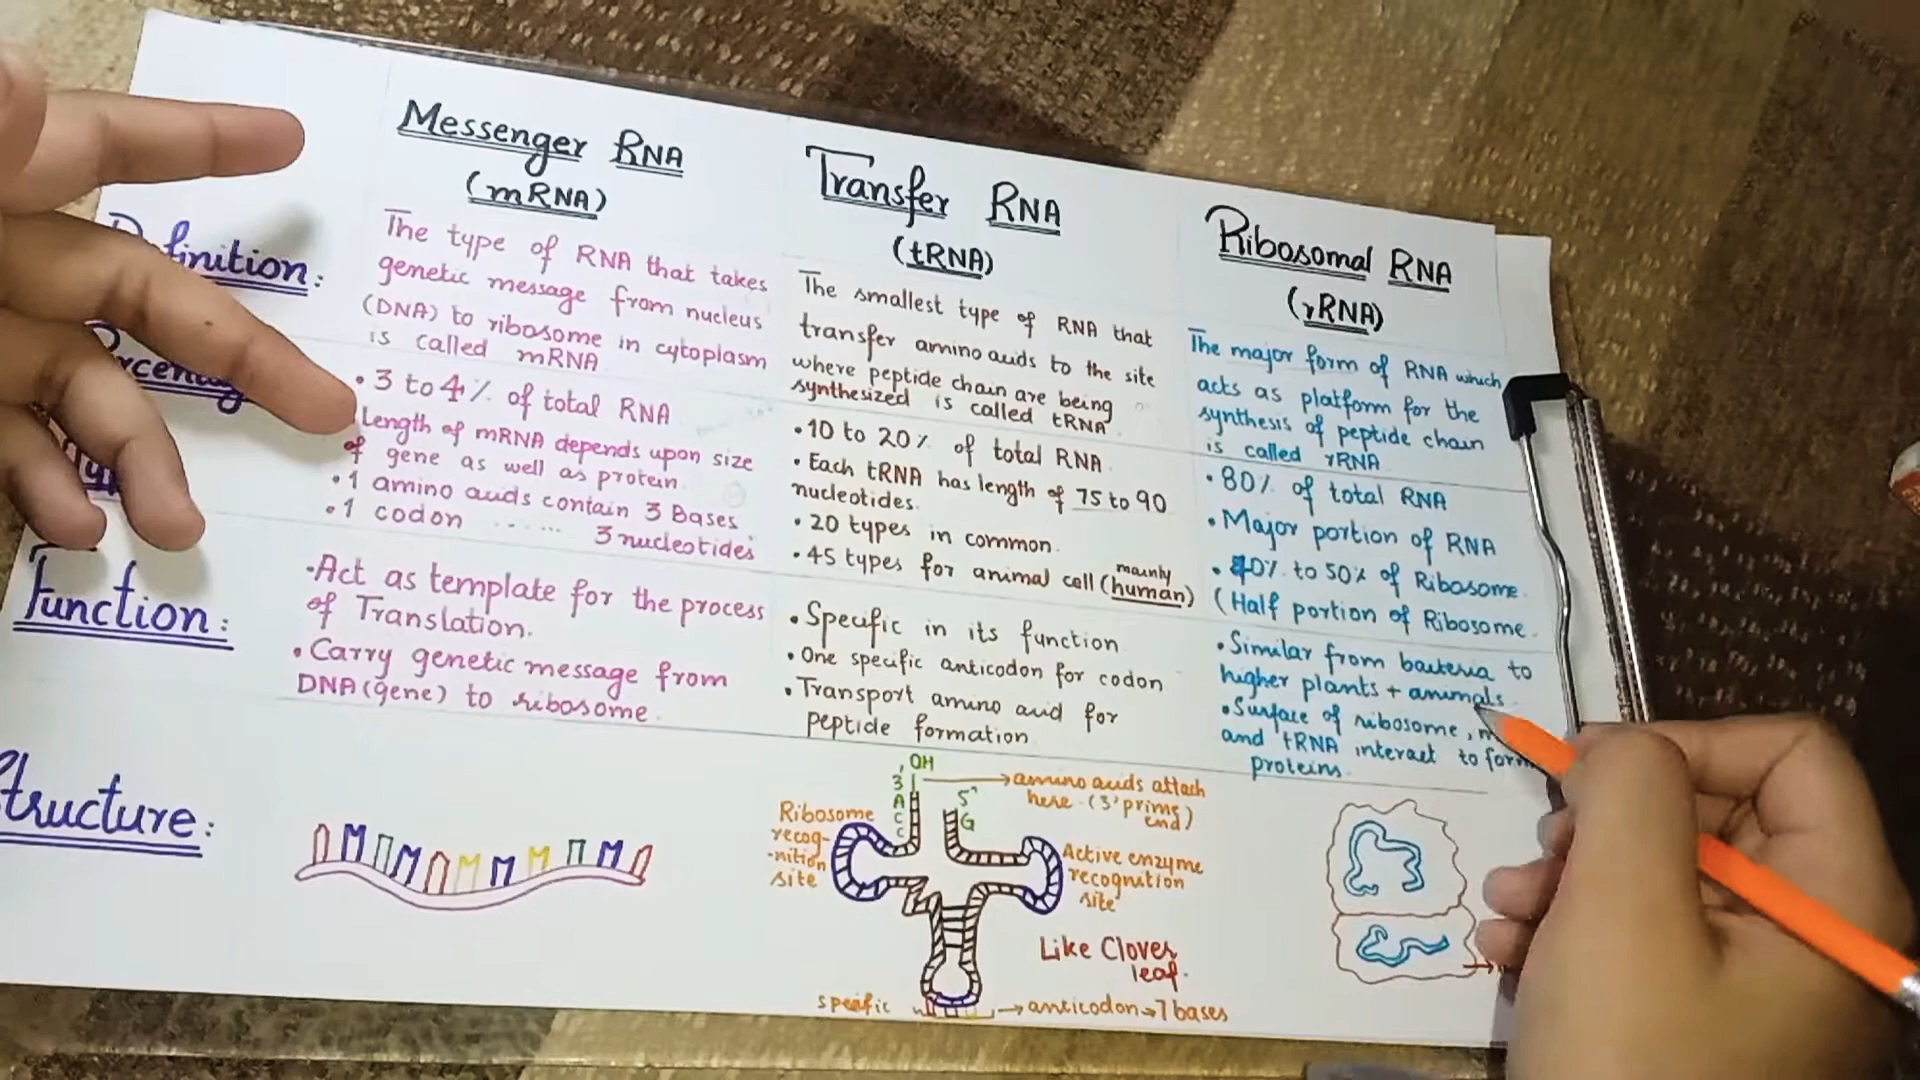 Messenger RNA
(mRNA)
The type of RNA that takes
genetic message from nucleus
(DNA) to ribosome in cytoplasm
is called mRNA
• 3 to 4% of total RNA
Length of mRNA depends upon size
of gene as well as protein.
• 1 amino acids contain 3 Bases
• 1 codon ...... 3 nucleotides
-Act as template for the process
of Translation.
• Carry genetic message from
DNA (gene) to ribosome.
Transfer RNA
(tRNA)
The smallest type of RNA that
transfer amino acids to the site
where peptide chain are being
synthesized is called tRNA
• 10 to 20% of total RNA.
• Each tRNA has length of 75 to 90
nucleotides.
• 20 types in common.
mainly
• 45 types for animal cell (human)
• Specific in its function
• One specific anticodon for codon
• Transport amino acid for
peptide formation
Ribosomal RNA
(rRNA)
The major form of RNA which
acts as platform for the
synthesis of peptide chain
is called rRNA
• 80% of total RNA
• Major portion of RNA
• 40% to 50% of Ribosome.
(Half portion of Ribosome.
• Similar from bacteria to
higher plants + animals.
• Surface of ribosome,
and tRNA interact to form
proteins.
Function:
Structure:
OH
3'
A
C
C
5'
G
amino acids attach
here (3' prime
end)
Ribosome
recog-
-nition
site
Active enzyme
recognition
site
Like Clover
leaf.
specific
anticodon→7 bases